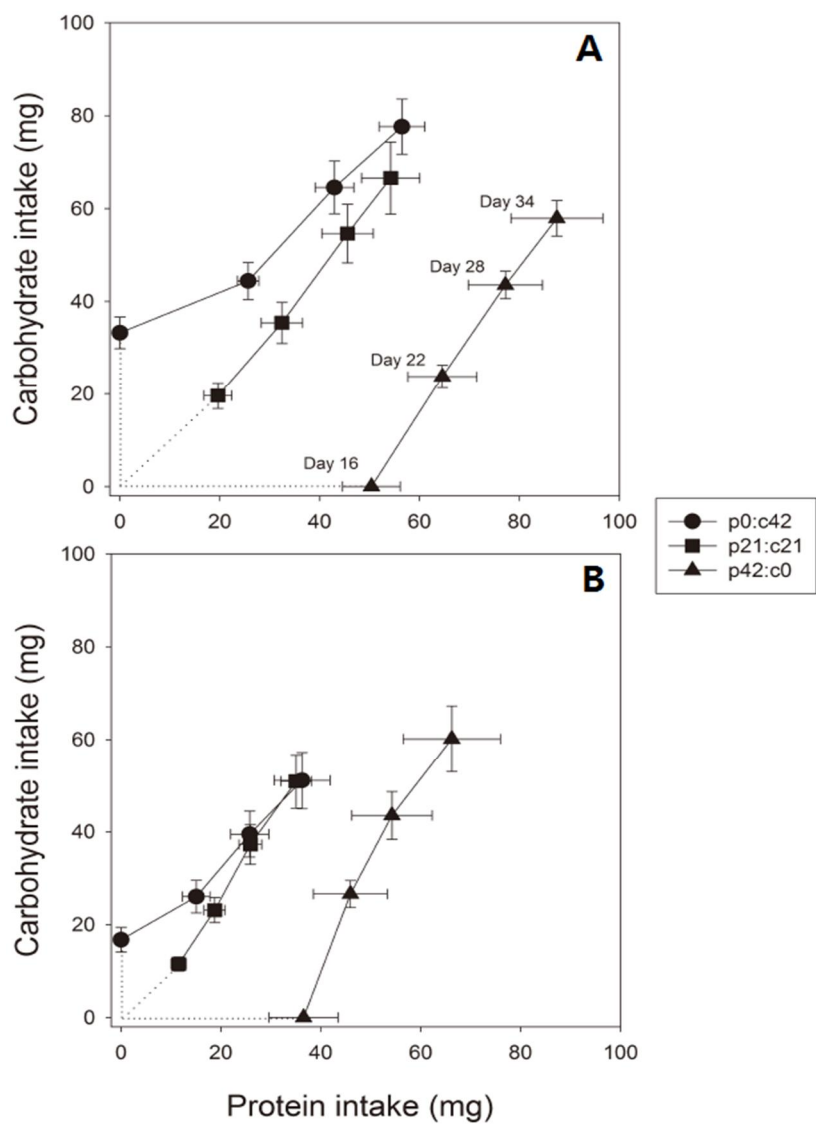 A
Carbohydrate intake (mg)
100
80
60
40
20
0
Day 34
Day 28
Day 22
Day 16
0 20 40 60 80 100
p0:c42
p21:c21
p42:c0
B
Carbohydrate intake (mg)
100
80
60
40
20
0
0 20 40 60 80 100
Protein intake (mg)